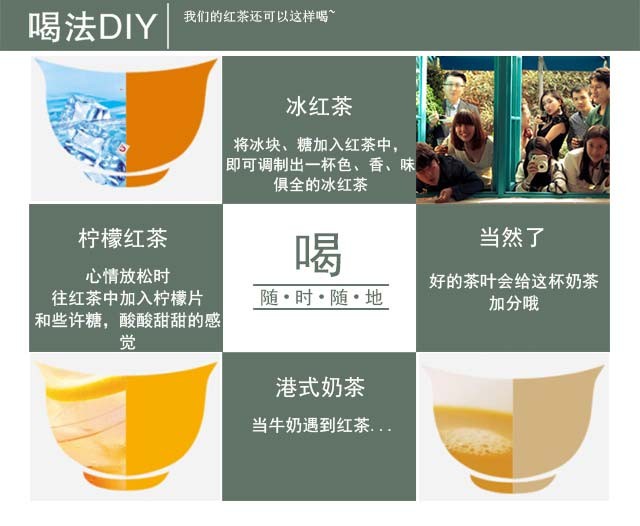 喝法DIY
我们的红茶还可以这样喝~
冰红茶
将冰块、糖加入红茶中，
即可调制出一杯色、香、味
俱全的冰红茶
柠檬红茶
心情放松时
往红茶中加入柠檬片
和些许糖，酸酸甜甜的感
觉
喝
随·时·随·地
当然了
好的茶叶会给这杯奶茶
加分哦
港式奶茶
当牛奶遇到红茶...